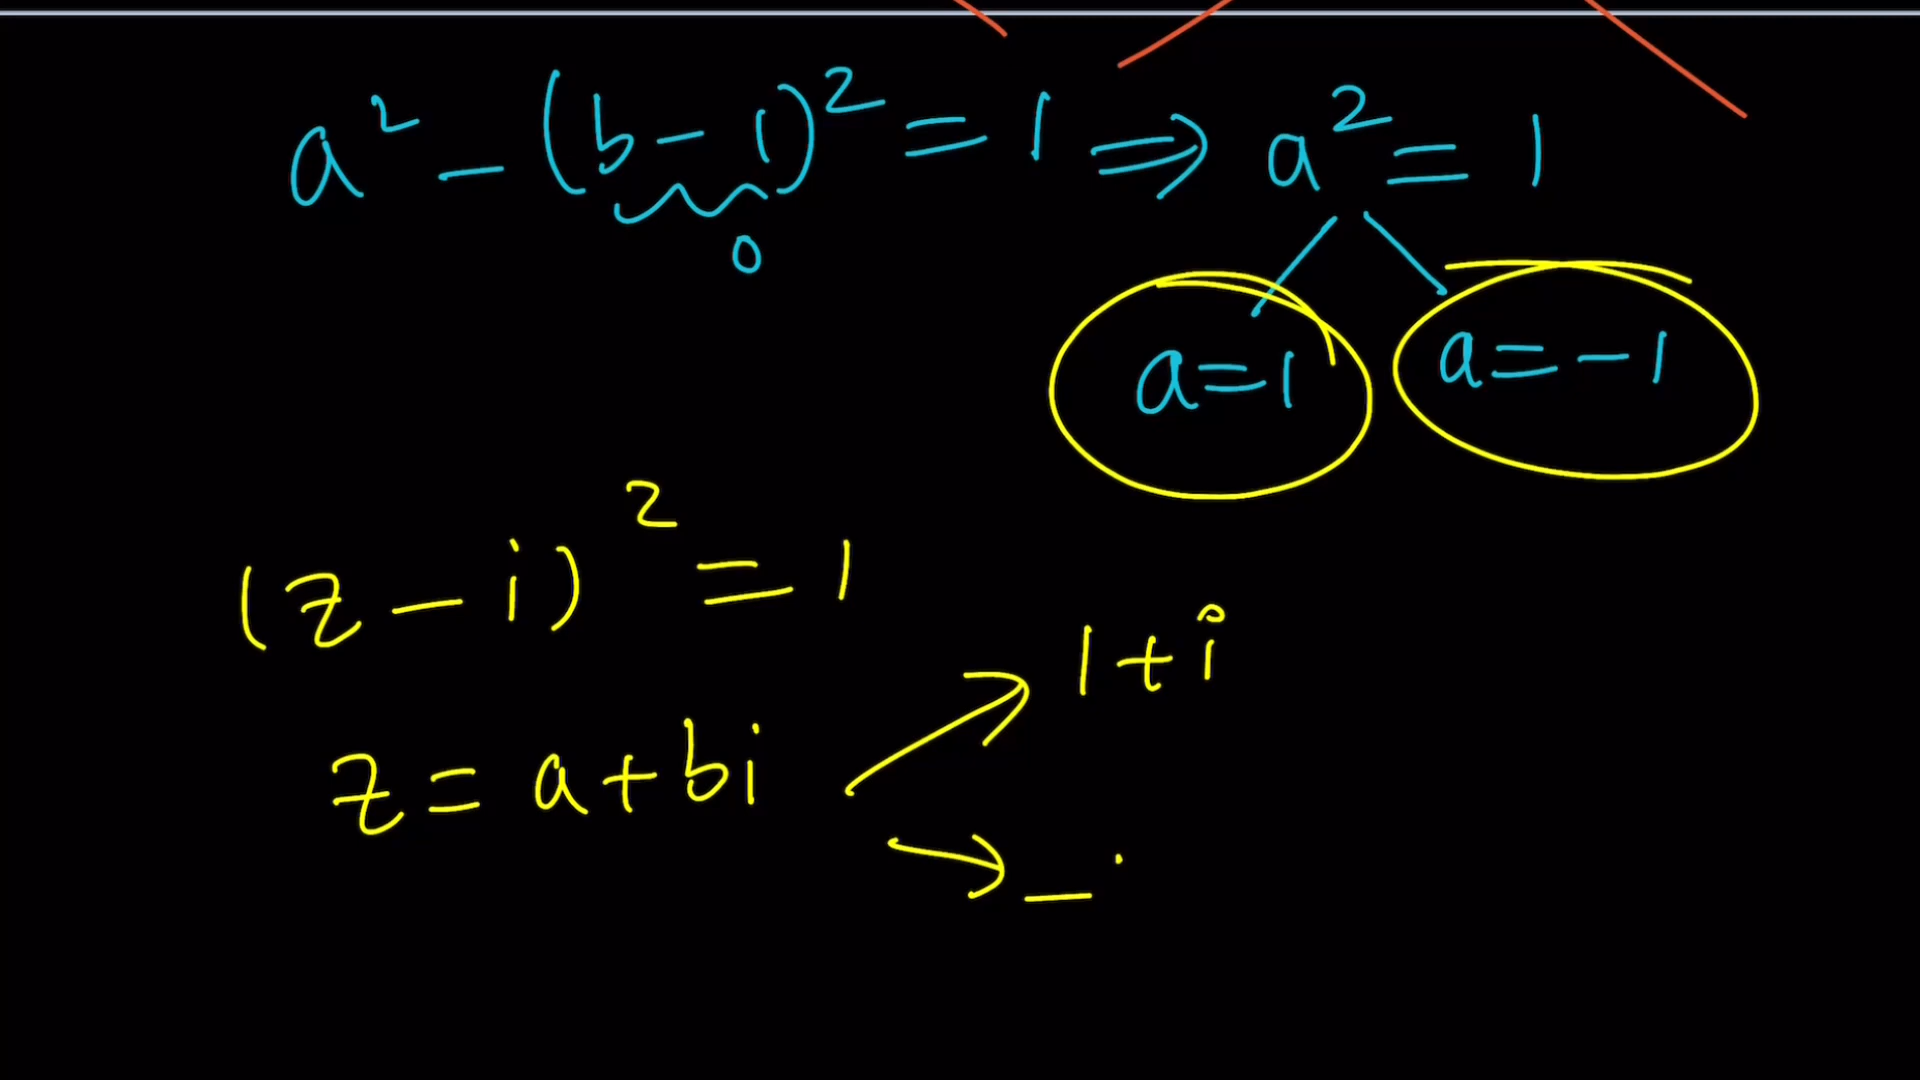 a² - (b-1)² = 1 ⇒ a² = 1
0
a = 1 a = -1
(z - i)² = 1
1 + i
z = a + bi
-